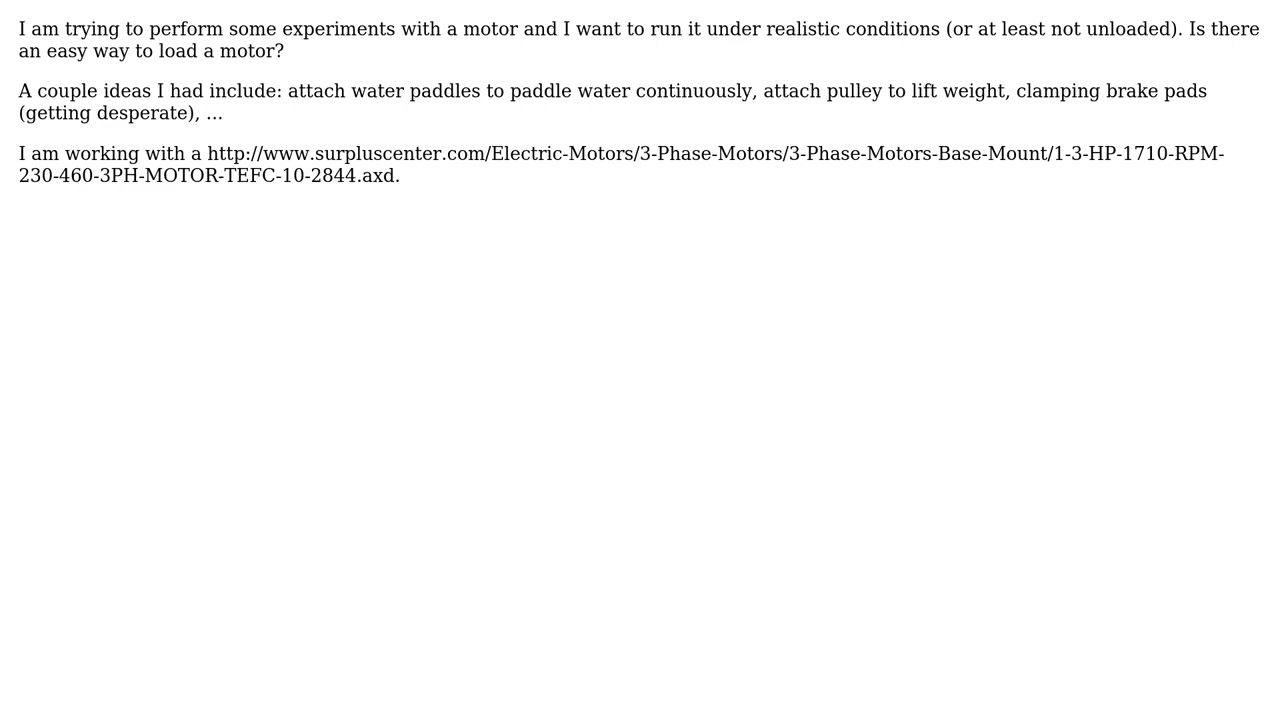 I am trying to perform some experiments with a motor and I want to run it under realistic conditions (or at least not unloaded). Is there
an easy way to load a motor?
A couple ideas I had include: attach water paddles to paddle water continuously, attach pulley to lift weight, clamping brake pads
(getting desperate), ...
I am working with a http://www.surpluscenter.com/Electric-Motors/3-Phase-Motors/3-Phase-Motors-Base-Mount/1-3-HP-1710-RPM-
230-460-3PH-MOTOR-TEFC-10-2844.axd.